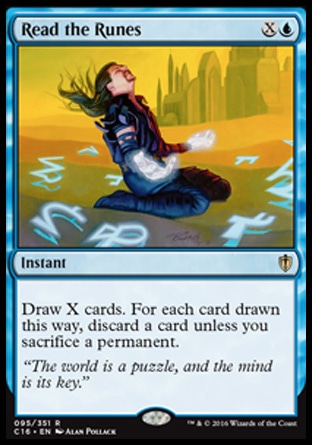 Read the Runes X
Instant
Draw X cards. For each card drawn
this way, discard a card unless you
sacrifice a permanent.
“The world is a puzzle, and the mind
is its key.”
095/351 R
C16 • EN ALAN POLLACK ™ & © 2016 Wizards of the Coast